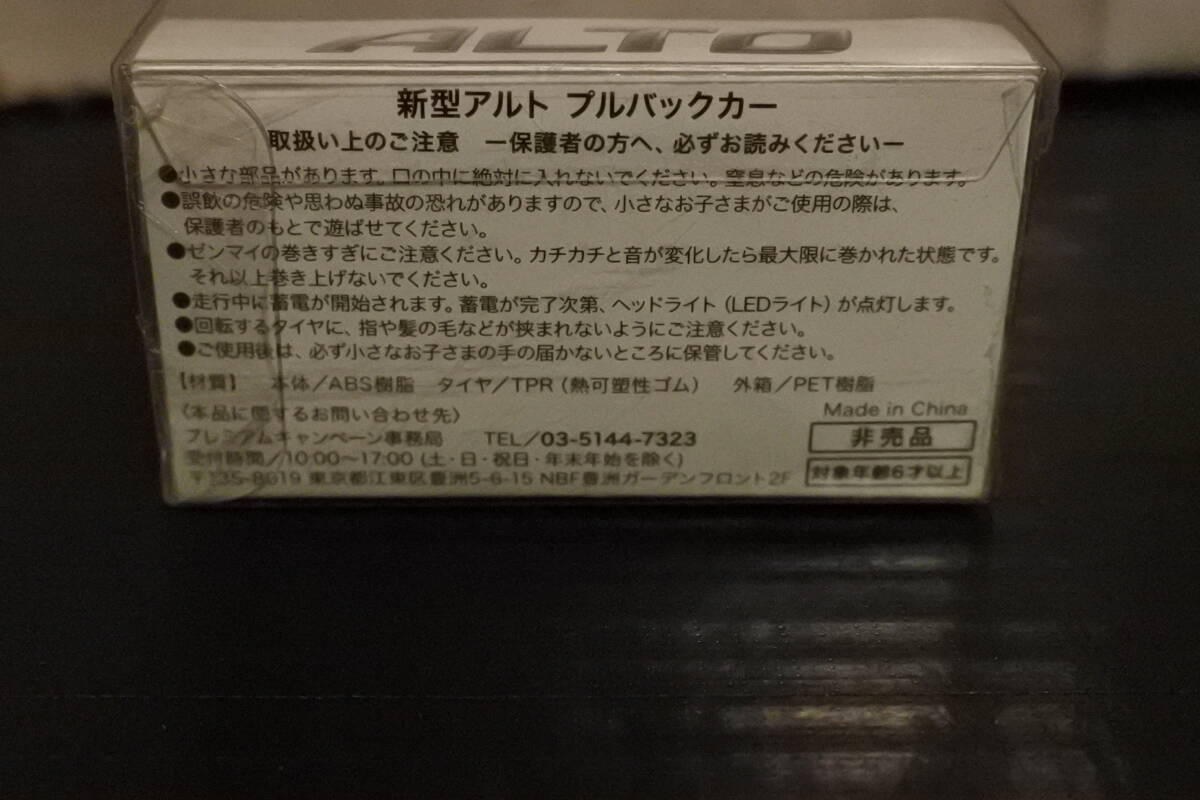 ALTO
新型アルト プルバックカー
取扱い上のご注意 ー保護者の方へ、必ずお読みくださいー
●小さな部品があります。口の中に絶対に入れないでください。窒息などの危険があります。
●誤飲の危険や思わぬ事故の恐れがありますので、小さなお子さまがご使用の際は、
保護者のもとで遊ばせてください。
●ゼンマイの巻きすぎにご注意ください。カチカチと音が変化したら最大限に巻かれた状態です。
それ以上巻き上げないでください。
●走行中に蓄電が開始されます。蓄電が完了次第、ヘッドライト(LEDライト)が点灯します。
●回転するタイヤに、指や髪の毛などが挟まれないようにご注意ください。
●ご使用後は、必ず小さなお子さまの手の届かないところに保管してください。
【材質】 本体/ABS樹脂 タイヤ/TPR(熱可塑性ゴム) 外箱/PET樹脂
〈本品に関するお問い合わせ先〉
Made in China
プレミアムキャンペーン事務局 TEL/03-5144-7323
非売品
受付時間/10:00〜17:00(土・日・祝日・年末年始を除く)
〒135-8019 東京都江東区豊洲5-6-15 NBF豊洲ガーデンフロント2F
対象年齢6才以上